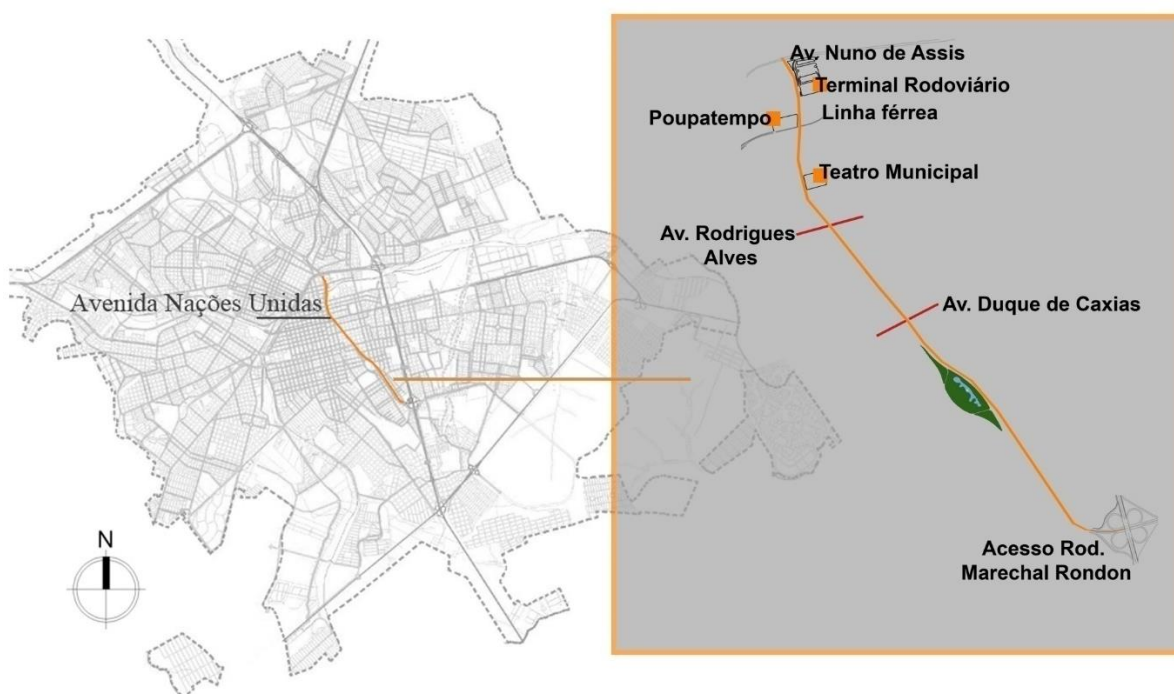 Avenida Nações Unidas
N
Av. Nuno de Assis
Terminal Rodoviário
Poupatempo
Linha férrea
Teatro Municipal
Av. Rodrigues
Alves
Av. Duque de Caxias
Acesso Rod.
Marechal Rondon